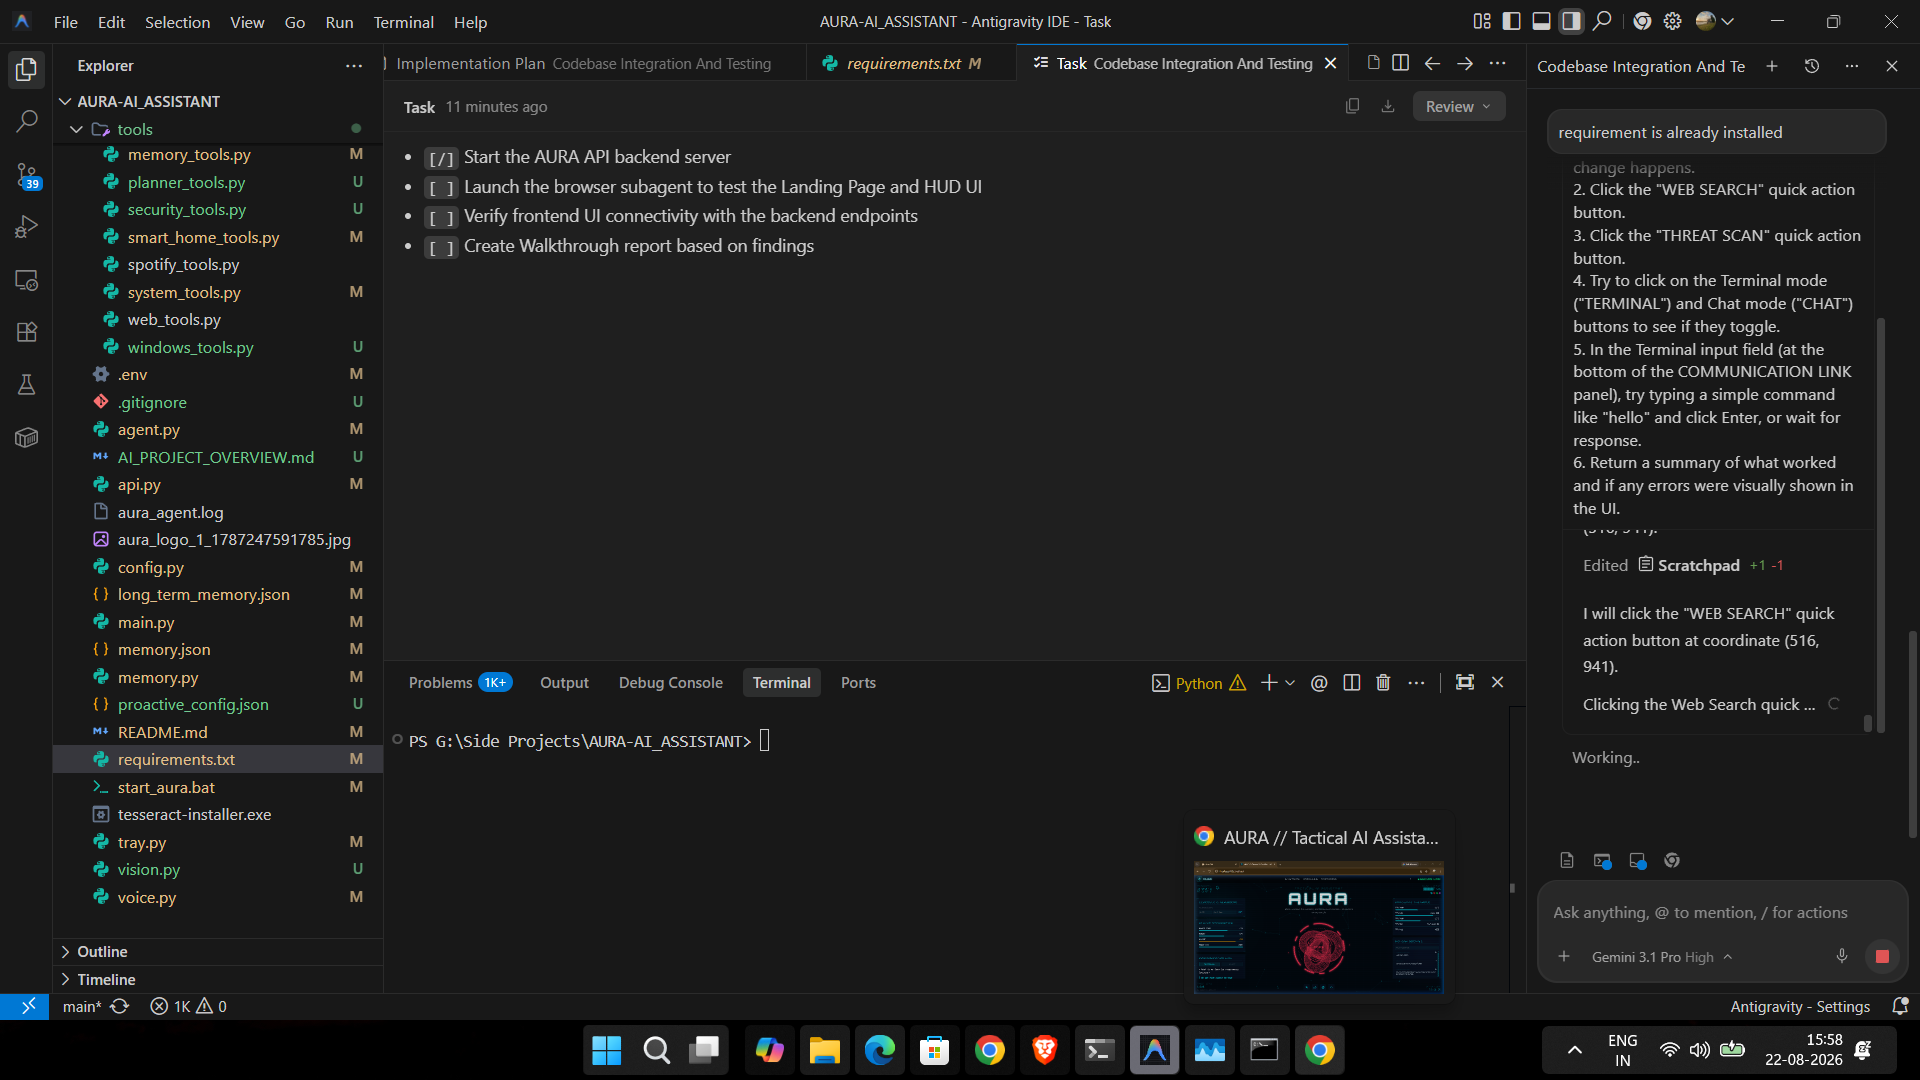 File Edit Selection View Go Run Terminal Help
AURA-AI_ASSISTANT - Antigravity IDE - Task
Explorer
AURA-AI_ASSISTANT
tools
memory_tools.py M
planner_tools.py U
security_tools.py U
smart_home_tools.py M
spotify_tools.py
system_tools.py M
web_tools.py
windows_tools.py U
.env M
.gitignore U
agent.py M
AI_PROJECT_OVERVIEW.md U
api.py M
aura_agent.log
aura_logo_1_1787247591785.jpg
config.py M
long_term_memory.json M
main.py M
memory.json M
memory.py M
proactive_config.json U
README.md M
requirements.txt M
start_aura.bat M
tesseract-installer.exe
tray.py M
vision.py U
voice.py M
Outline
Timeline
39
Implementation Plan Codebase Integration And Testing
requirements.txt M
Task Codebase Integration And Testing
Task 11 minutes ago
Review
[/] Start the AURA API backend server
[ ] Launch the browser subagent to test the Landing Page and HUD UI
[ ] Verify frontend UI connectivity with the backend endpoints
[ ] Create Walkthrough report based on findings
Problems 1K+ Output Debug Console Terminal Ports
Python
PS G:\Side Projects\AURA-AI_ASSISTANT>
AURA // Tactical AI Assista...
AURA
Codebase Integration And Te
requirement is already installed
change happens.
2. Click the "WEB SEARCH" quick action
button.
3. Click the "THREAT SCAN" quick action
button.
4. Try to click on the Terminal mode
("TERMINAL") and Chat mode ("CHAT")
buttons to see if they toggle.
5. In the Terminal input field (at the
bottom of the COMMUNICATION LINK
panel), try typing a simple command
like "hello" and click Enter, or wait for
response.
6. Return a summary of what worked
and if any errors were visually shown in
the UI.
(516, 941).
Edited Scratchpad +1 -1
I will click the "WEB SEARCH" quick
action button at coordinate (516,
941).
Clicking the Web Search quick ...
Working..
Ask anything, @ to mention, / for actions
Gemini 3.1 Pro High
main* 1K 0
Antigravity - Settings
ENG
IN
15:58
22-08-2026